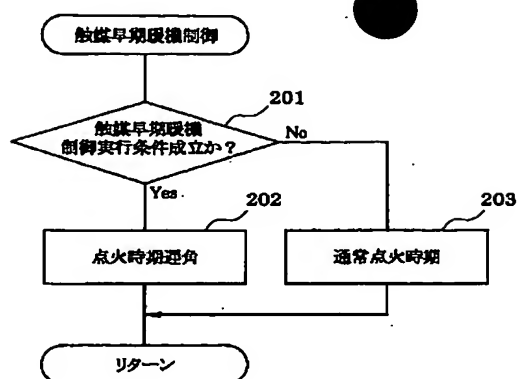 触媒早期暖機制御
201
触媒早期暖機
制御実行条件成立か？
No
Yes
202
203
点火時期遅角
通常点火時期
リターン